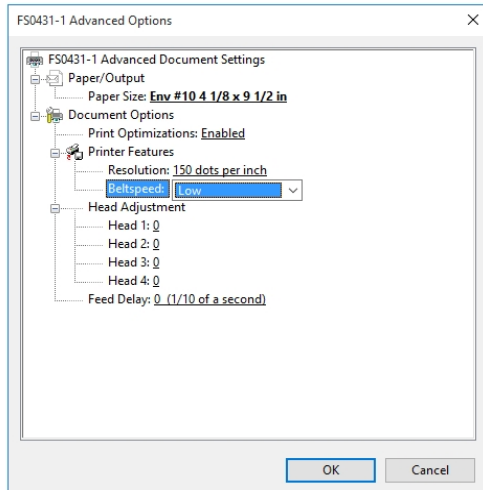 FS0431-1 Advanced Options
FS0431-1 Advanced Document Settings
Paper/Output
Paper Size: Env #10 4 1/8 x 9 1/2 in
Document Options
Print Optimizations: Enabled
Printer Features
Resolution: 150 dots per inch
Beltspeed: Low
Head Adjustment
Head 1: 0
Head 2: 0
Head 3: 0
Head 4: 0
Feed Delay: 0 (1/10 of a second)
OK Cancel